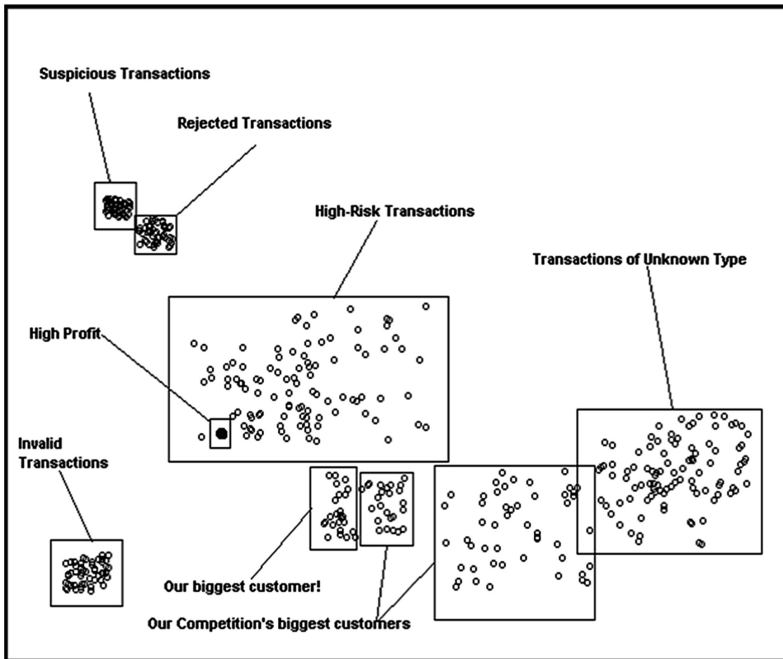 Suspicious Transactions
Rejected Transactions
High-Risk Transactions
Transactions of Unknown Type
High Profit
Invalid
Transactions
Our biggest customer!
Our Competition's biggest customers